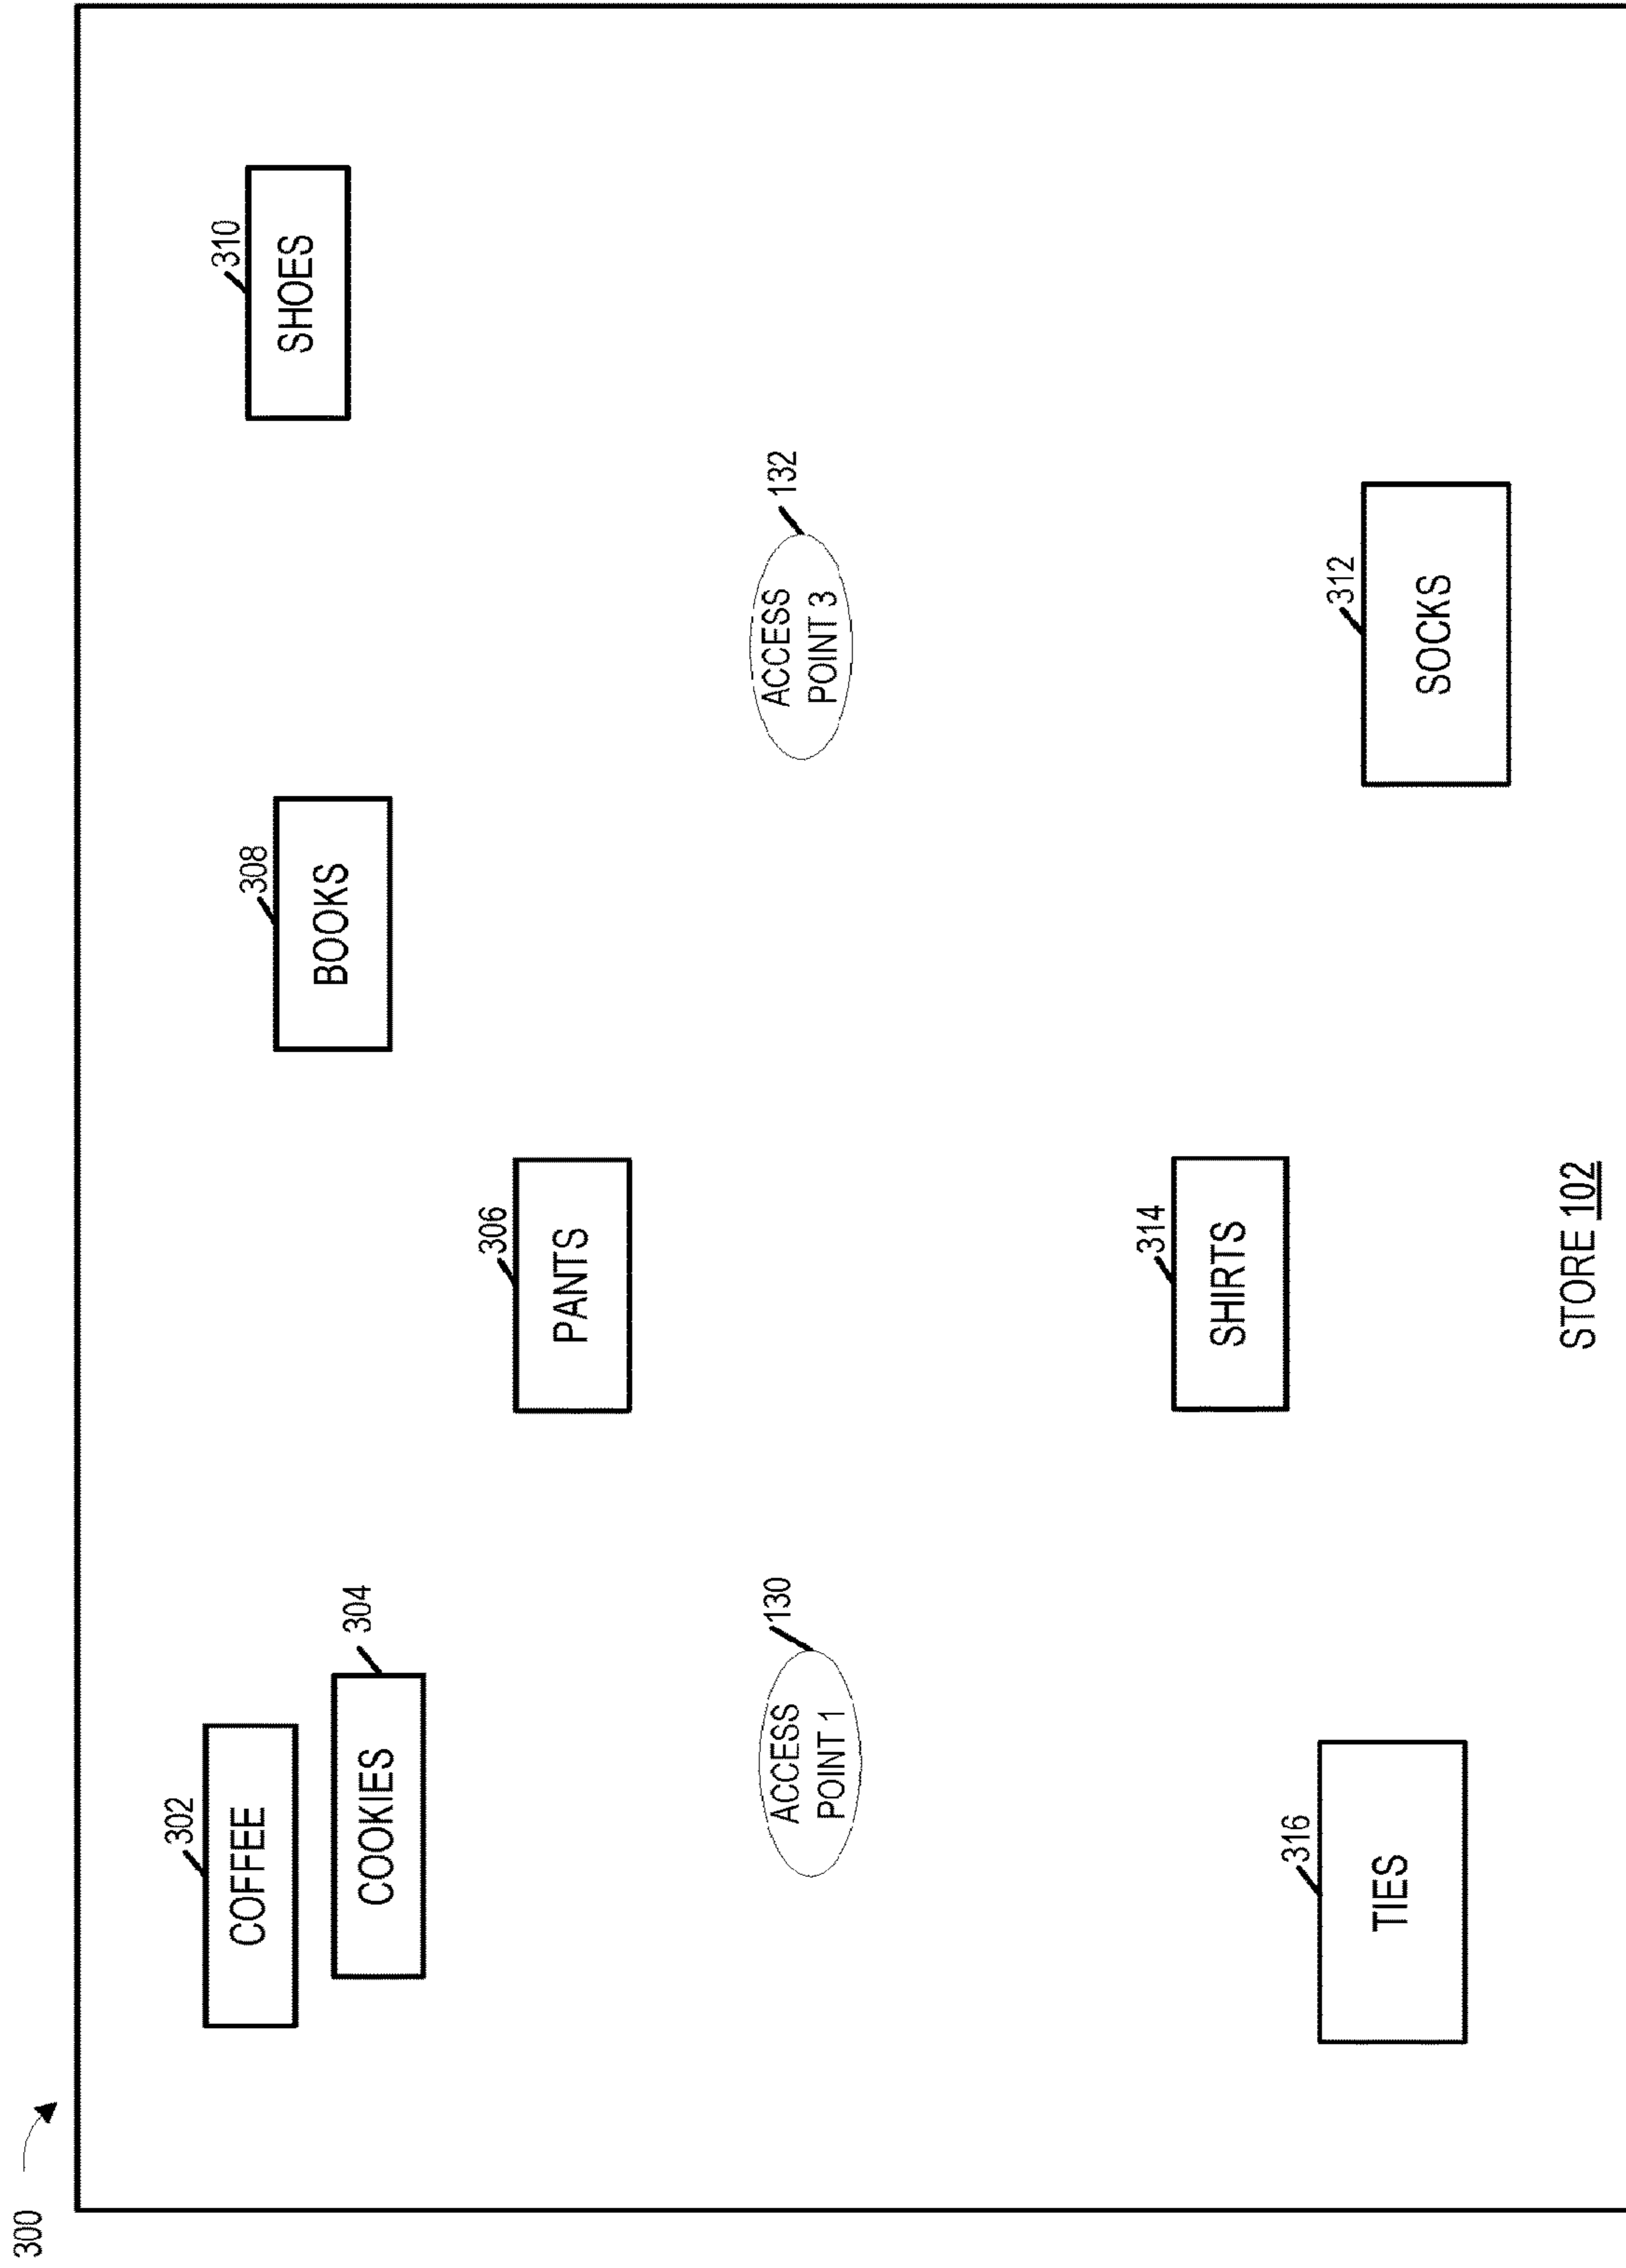 300
302
COFFEE
304
COOKIES
306
PANTS
308
BOOKS
310
SHOES
130
ACCESS
POINT 1
132
ACCESS
POINT 3
316
TIES
314
SHIRTS
312
SOCKS
STORE 102